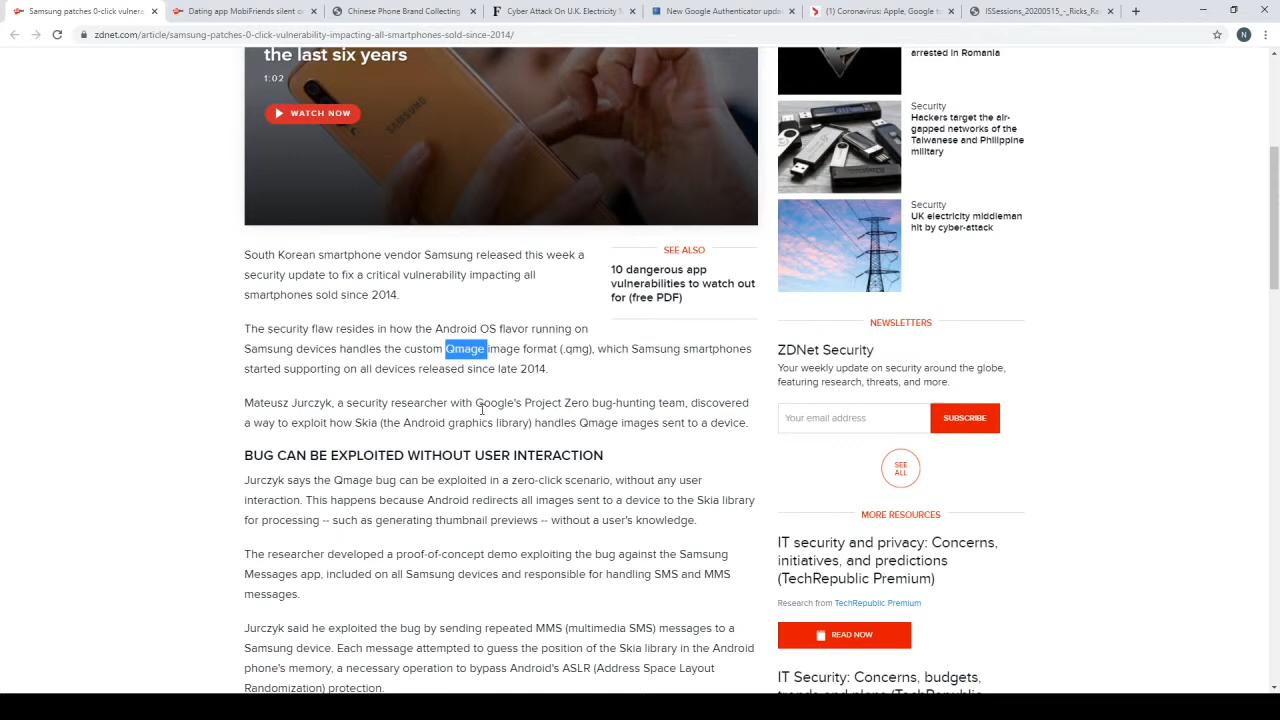 Samsung patches 0-click vulnera
Dating app MobiFriends silent o
Chinese Phone Brand Collecting
Cyber Attack On U.K. Electricity M
New Google Authenticator updat
(1) Coronavirus: Apple, Google to
ISSessions_20200515_-_Ricks_Ra
zdnet.com/article/samsung-patches-0-click-vulnerability-impacting-all-smartphones-sold-since-2014/
N
the last six years
1:02
WATCH NOW
SAMSUNG
South Korean smartphone vendor Samsung released this week a
security update to fix a critical vulnerability impacting all
smartphones sold since 2014.
SEE ALSO
10 dangerous app
vulnerabilities to watch out
for (free PDF)
The security flaw resides in how the Android OS flavor running on
Samsung devices handles the custom Qmage image format (.qmg), which Samsung smartphones
started supporting on all devices released since late 2014.
Mateusz Jurczyk, a security researcher with Google's Project Zero bug-hunting team, discovered
a way to exploit how Skia (the Android graphics library) handles Qmage images sent to a device.
BUG CAN BE EXPLOITED WITHOUT USER INTERACTION
Jurczyk says the Qmage bug can be exploited in a zero-click scenario, without any user
interaction. This happens because Android redirects all images sent to a device to the Skia library
for processing -- such as generating thumbnail previews -- without a user's knowledge.
The researcher developed a proof-of-concept demo exploiting the bug against the Samsung
Messages app, included on all Samsung devices and responsible for handling SMS and MMS
messages.
Jurczyk said he exploited the bug by sending repeated MMS (multimedia SMS) messages to a
Samsung device. Each message attempted to guess the position of the Skia library in the Android
phone's memory, a necessary operation to bypass Android's ASLR (Address Space Layout
Randomization) protection.
arrested in Romania
Security
Hackers target the air-
gapped networks of the
Taiwanese and Philippine
military
Security
UK electricity middleman
hit by cyber-attack
NEWSLETTERS
ZDNet Security
Your weekly update on security around the globe,
featuring research, threats, and more.
Your email address
SUBSCRIBE
SEE
ALL
MORE RESOURCES
IT security and privacy: Concerns,
initiatives, and predictions
(TechRepublic Premium)
Research from TechRepublic Premium
READ NOW
IT Security: Concerns, budgets,
trends and plans (TechRepublic